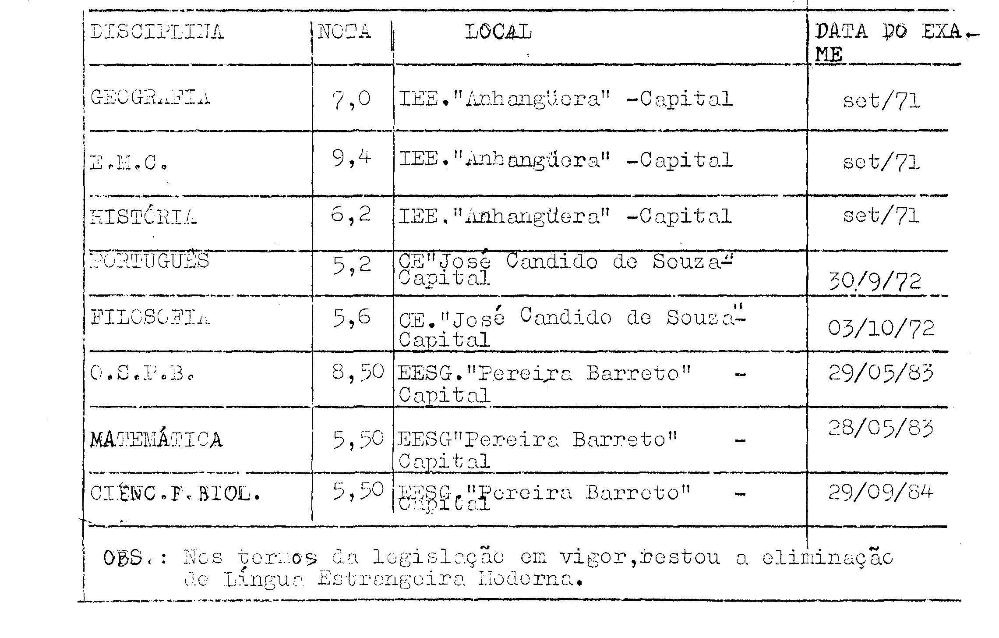 DISCIPLINA NOTA LOCAL DATA DO EXA-
ME
GEOGRAFIA 7,0 IEE."Anhangüera" -Capital set/71
E.M.C. 9,4 IEE."Anhangüera" -Capital set/71
HISTÓRIA 6,2 IEE."Anhangüera" -Capital set/71
PORTUGUÊS 5,2 CE"José Candido de Souza"-
Capital 30/9/72
FILOSOFIA 5,6 CE."José Candido de Souza"-
Capital 03/10/72
O.S.P.B. 8,50 EESG."Pereira Barreto" - 29/05/83
Capital
MATEMÁTICA 5,50 EESG"Pereira Barreto" - 28/05/83
Capital
CIÊNC.F.BIOL. 5,50 EESG."Pereira Barreto" - 29/09/84
Capital
OBS.: Nos termos da legislação em vigor,restou a eliminação
de Língua Estrangeira Moderna.